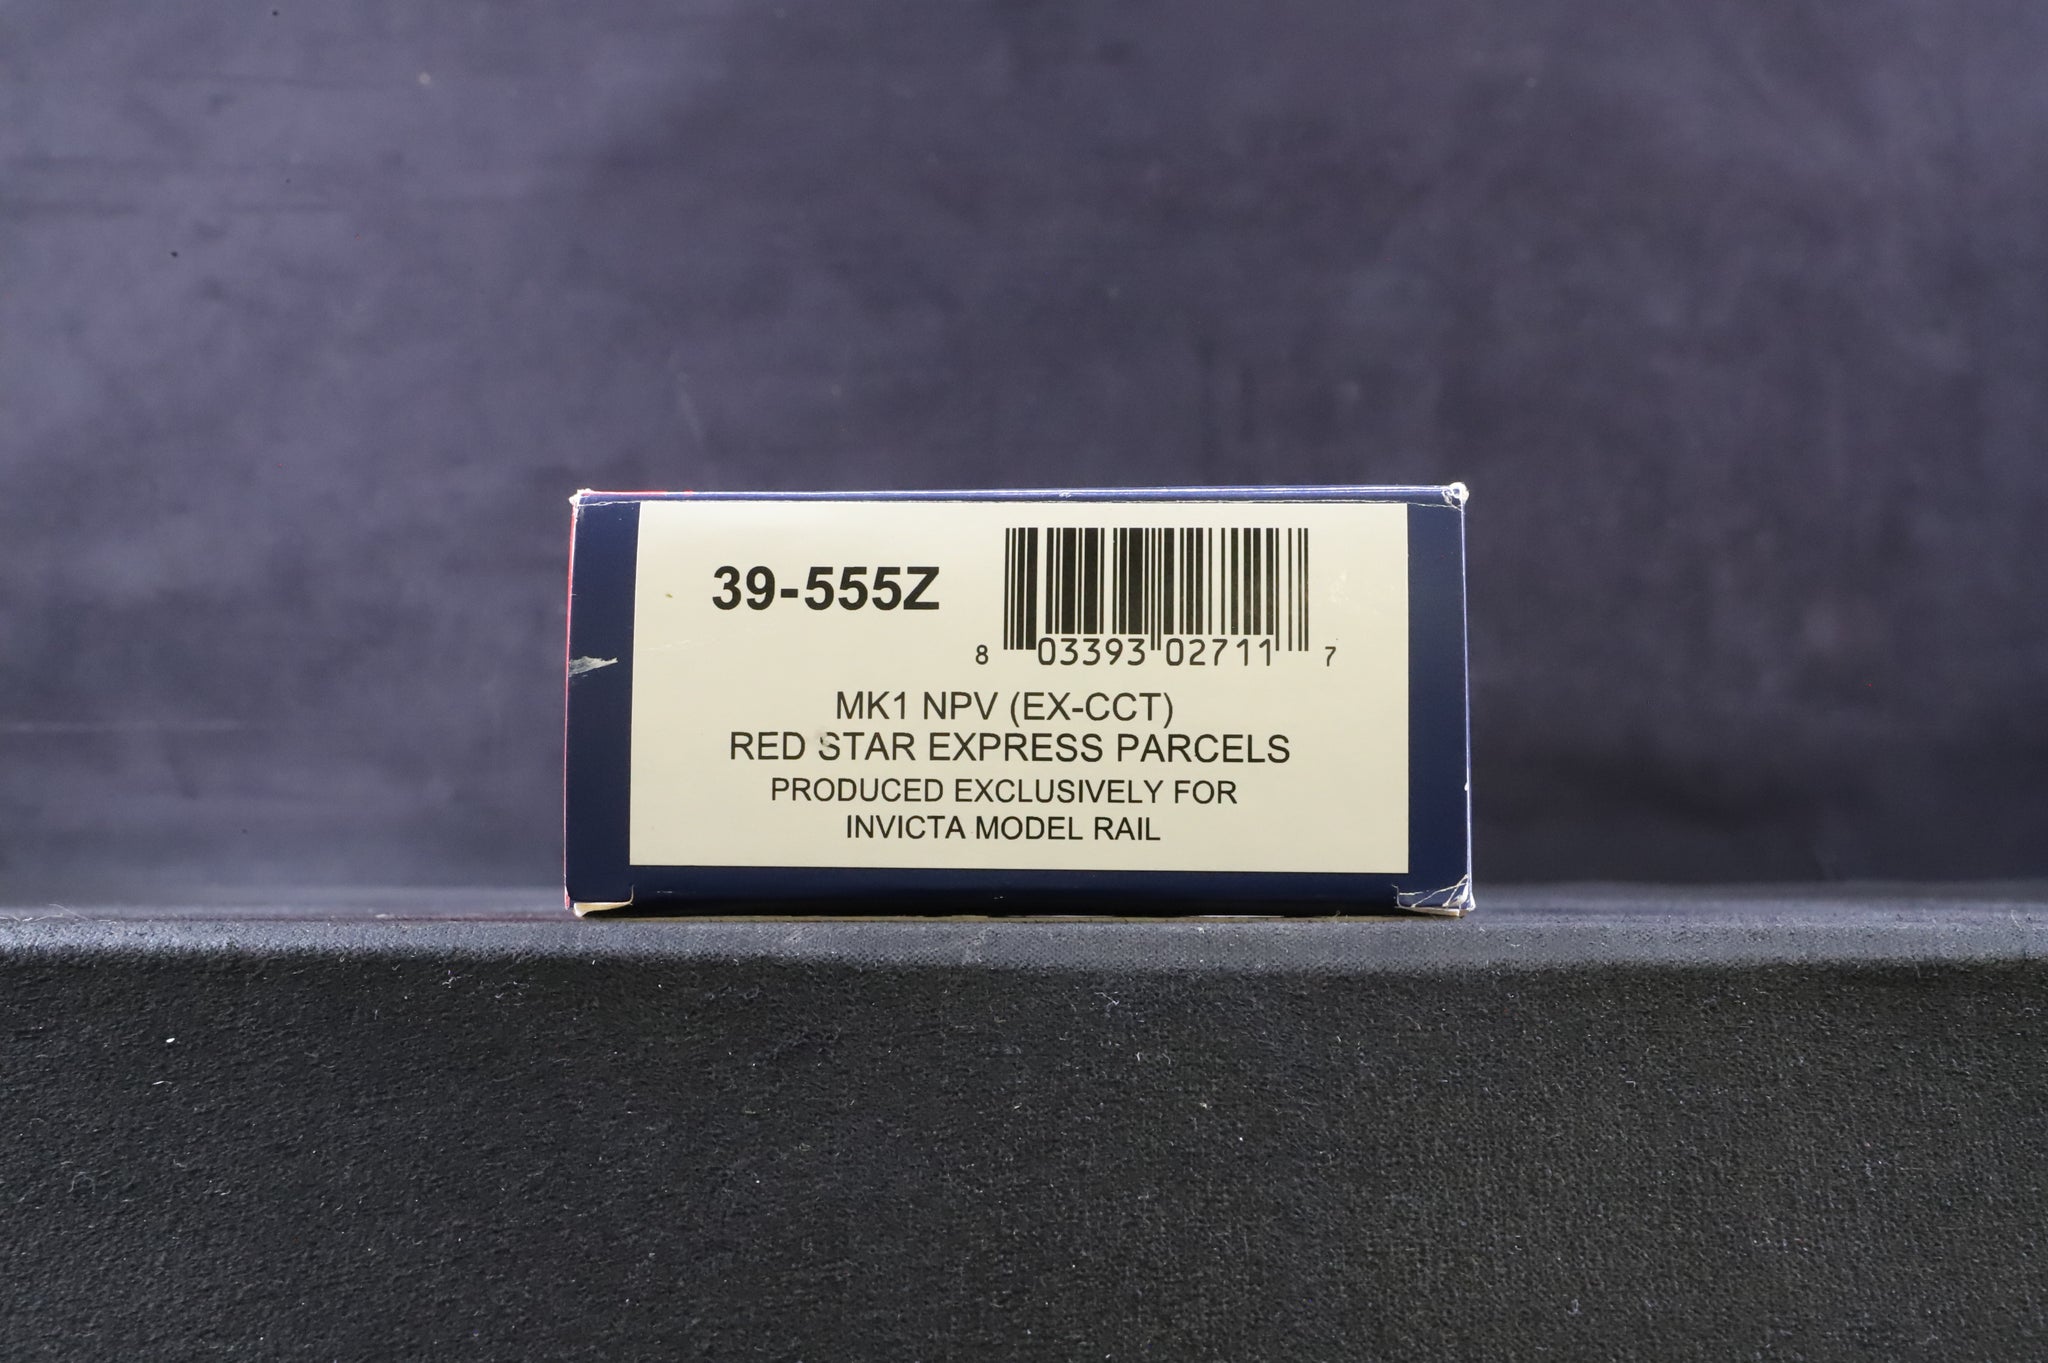 39-555Z
8 03393 02711 7
MK1 NPV (EX-CCT)
RED STAR EXPRESS PARCELS
PRODUCED EXCLUSIVELY FOR
INVICTA MODEL RAIL